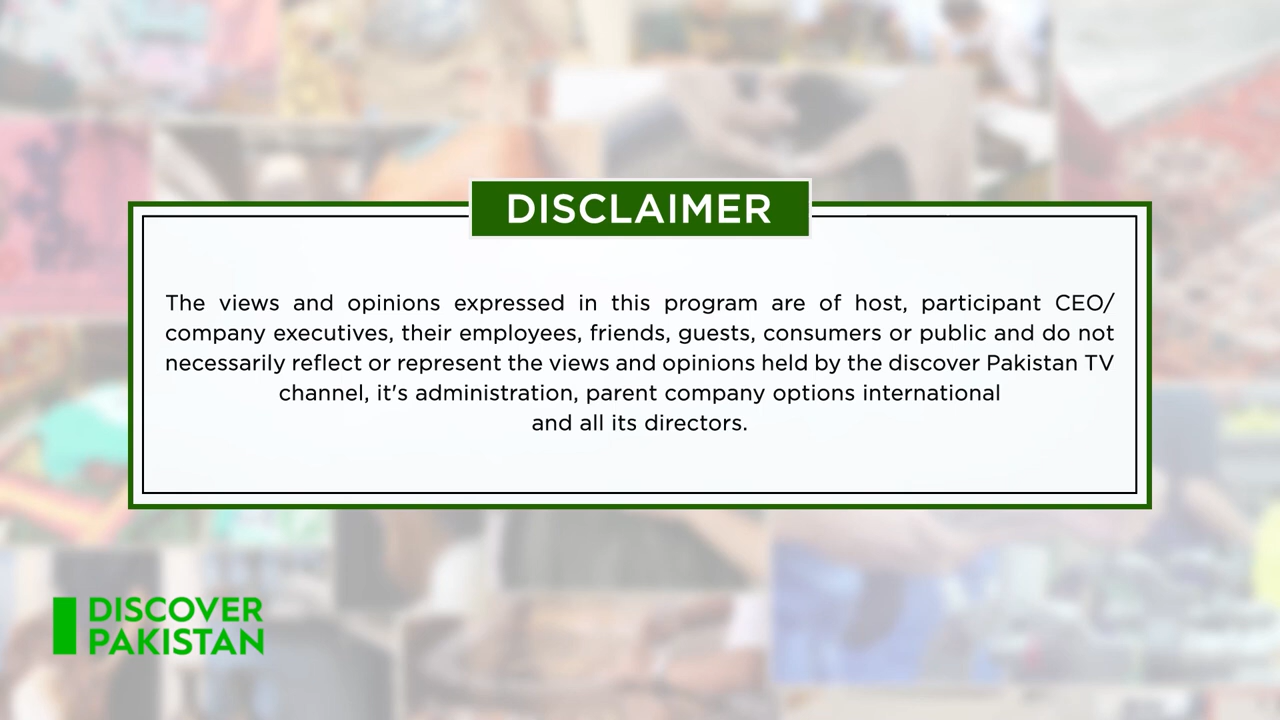 DISCLAIMER
The views and opinions expressed in this program are of host, participant CEO/
company executives, their employees, friends, guests, consumers or public and do not
necessarily reflect or represent the views and opinions held by the discover Pakistan TV
channel, it's administration, parent company options international
and all its directors.
DISCOVER
PAKISTAN